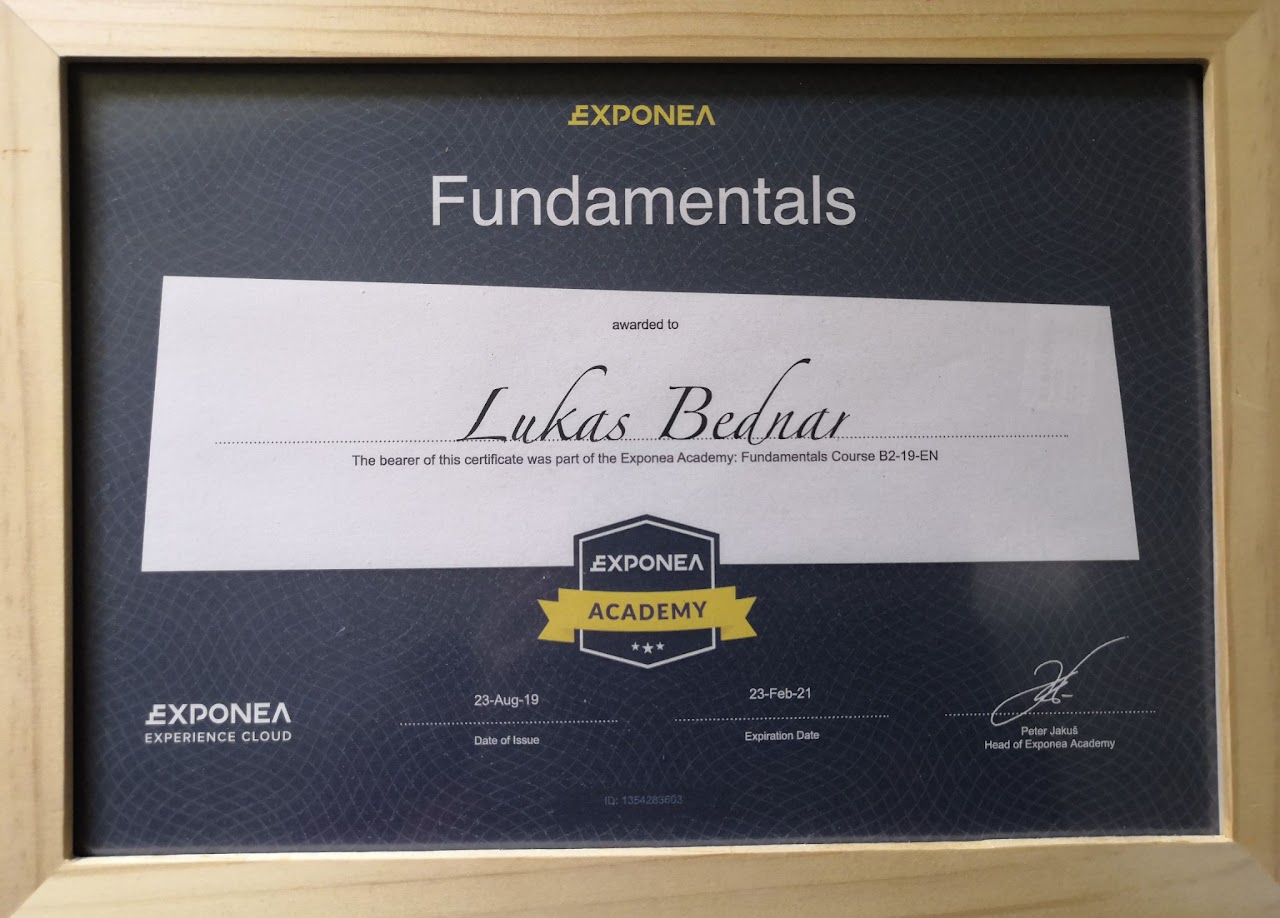 EXPONEA
Fundamentals
awarded to
Lukas Bednar
The bearer of this certificate was part of the Exponea Academy: Fundamentals Course B2-19-EN
EXPONEA
ACADEMY
EXPONEA
EXPERIENCE CLOUD
23-Aug-19
Date of Issue
23-Feb-21
Expiration Date
Peter Jakuš
Head of Exponea Academy
ID: 1354283603